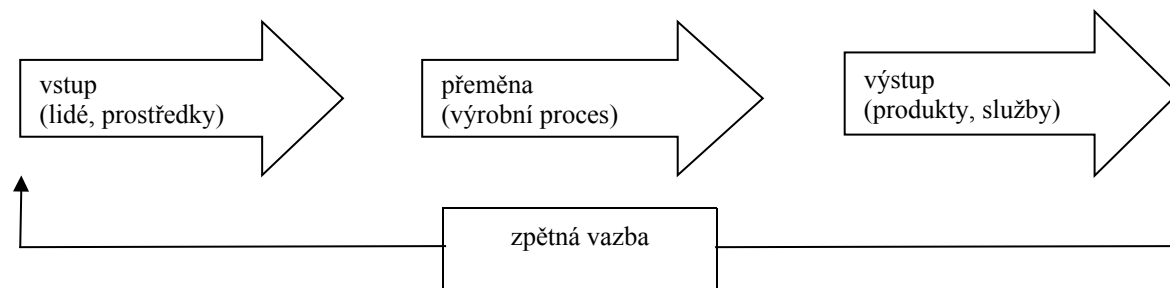 vstup
(lidé, prostředky)
přeměna
(výrobní proces)
výstup
(produkty, služby)
zpětná vazba